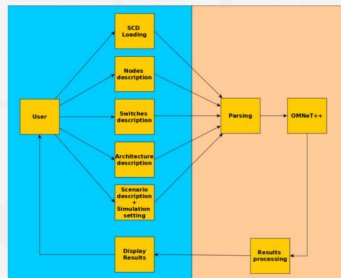 SCD
Loading
Nodes
description
User
Switches
description
Parsing
OMNeT++
Architecture
description
Scenario
description
+
Simulation
setting
Display
Results
Results
processing